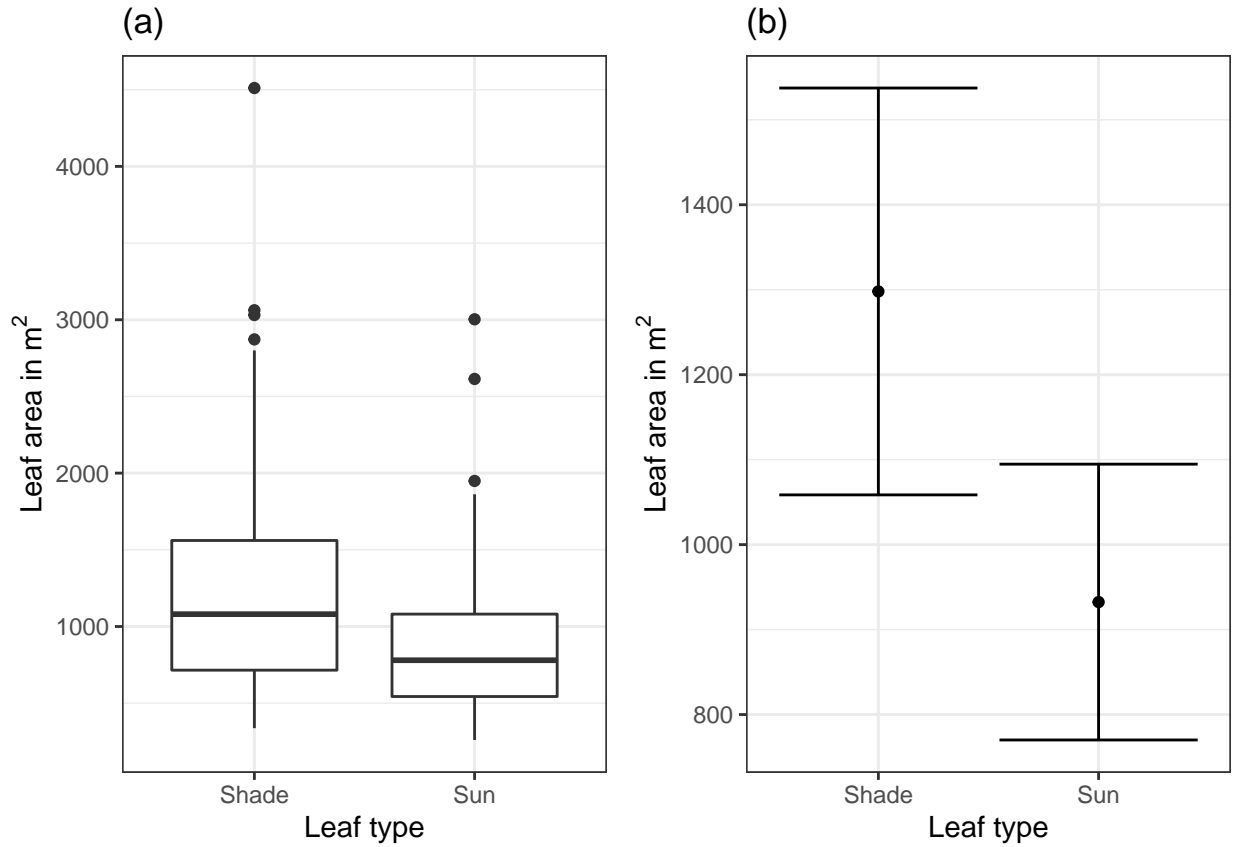 (a)
Leaf area in m²
4000
3000
2000
1000
Shade
Sun
Leaf type
(b)
Leaf area in m²
1400
1200
1000
800
Shade
Sun
Leaf type